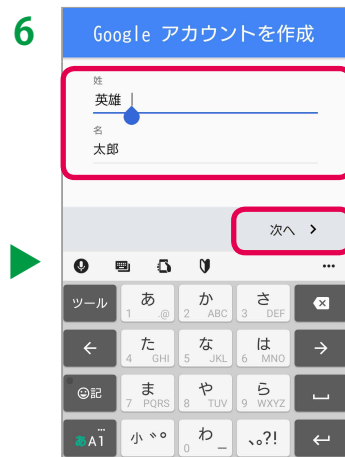 6
Google アカウントを作成
姓
英雄
名
太郎
次へ >
ツール
あ
1 .@
か
2 ABC
さ
3 DEF
た
4 GHI
な
5 JKL
は
6 MNO
記
ま
7 PQRS
や
8 TUV
ら
9 WXYZ
あA1
小゛゜
わ
0 _
、。?!